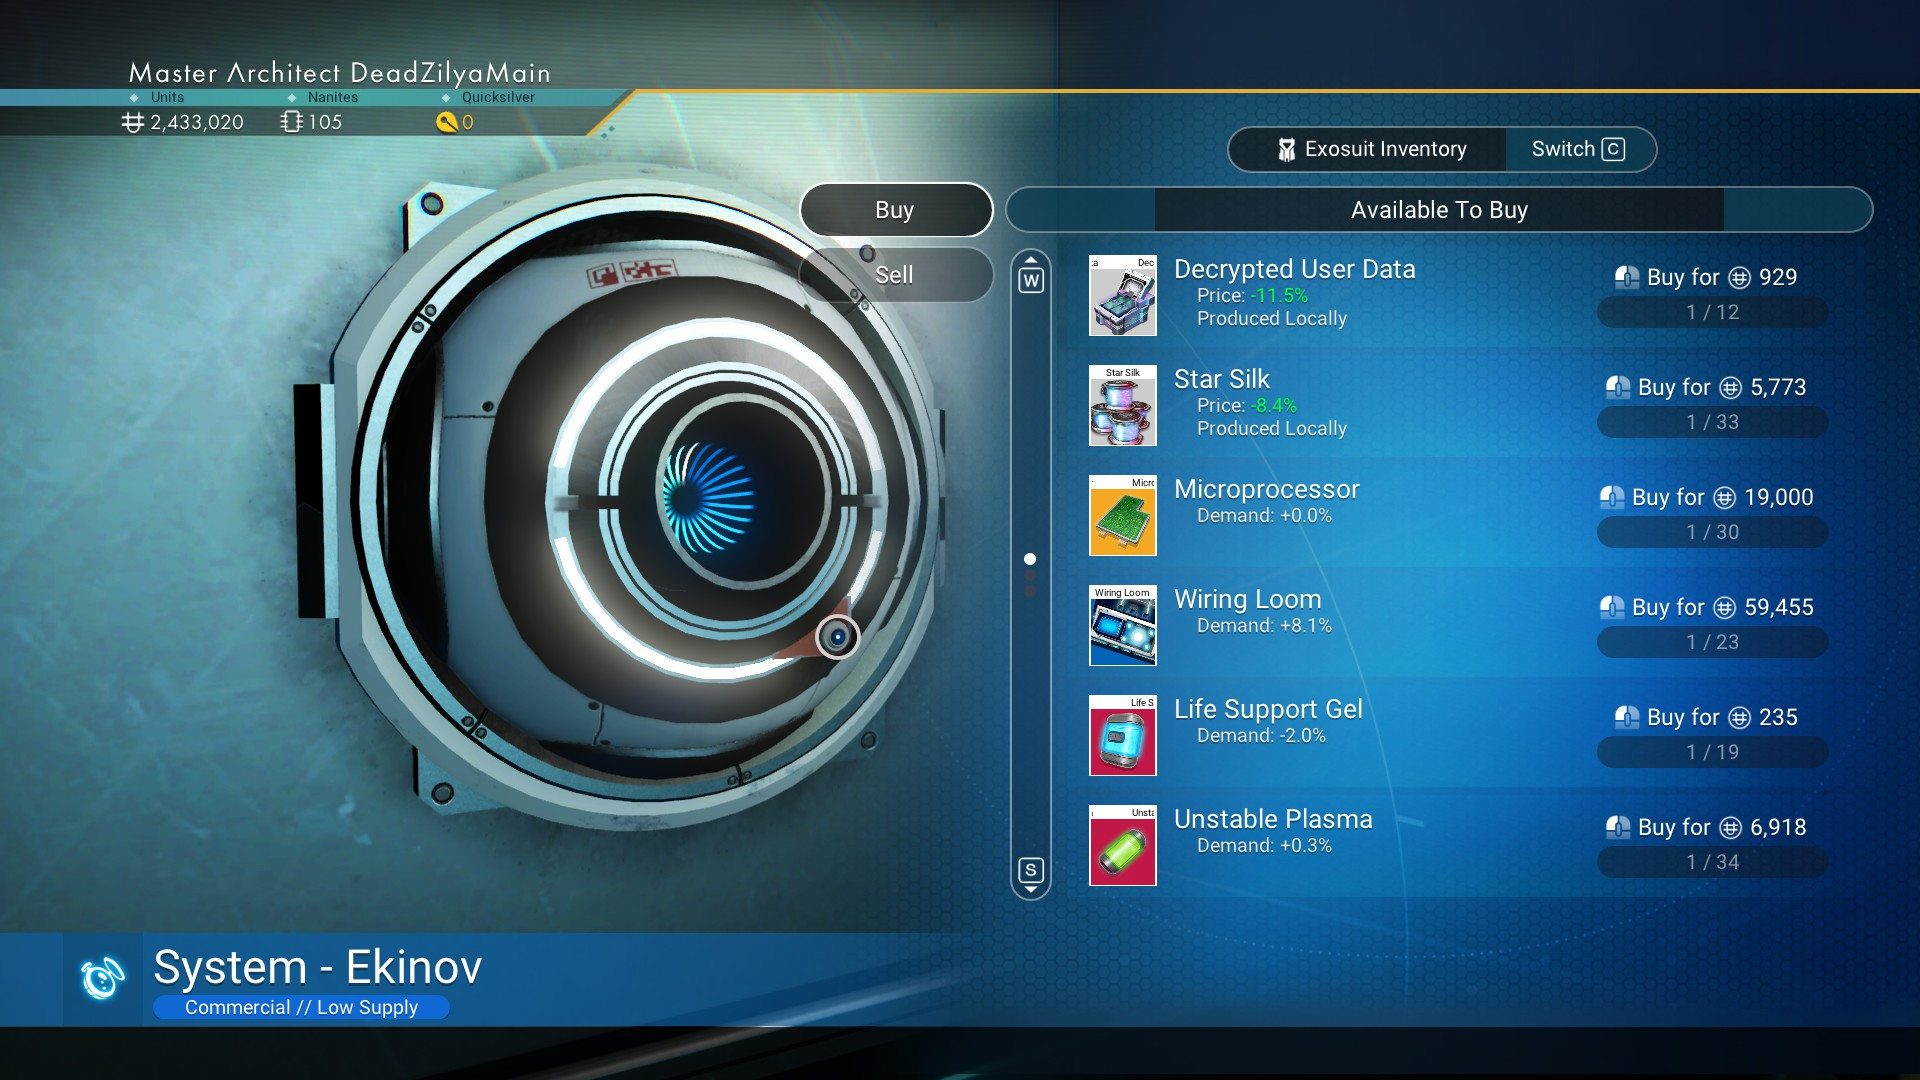 Master Architect DeadZilyaMain
Units
Nanites
Quicksilver
2,433,020
105
0
Exosuit Inventory
Switch C
Buy
Available To Buy
Sell
W
S
Dec
Decrypted User Data
Price: -11.5%
Produced Locally
Buy for 929
1 / 12
Star Silk
Star Silk
Price: -8.4%
Produced Locally
Buy for 5,773
1 / 33
Micro
Microprocessor
Demand: +0.0%
Buy for 19,000
1 / 30
Wiring Loom
Wiring Loom
Demand: +8.1%
Buy for 59,455
1 / 23
Life S
Life Support Gel
Demand: -2.0%
Buy for 235
1 / 19
Unsta
Unstable Plasma
Demand: +0.3%
Buy for 6,918
1 / 34
System - Ekinov
Commercial // Low Supply